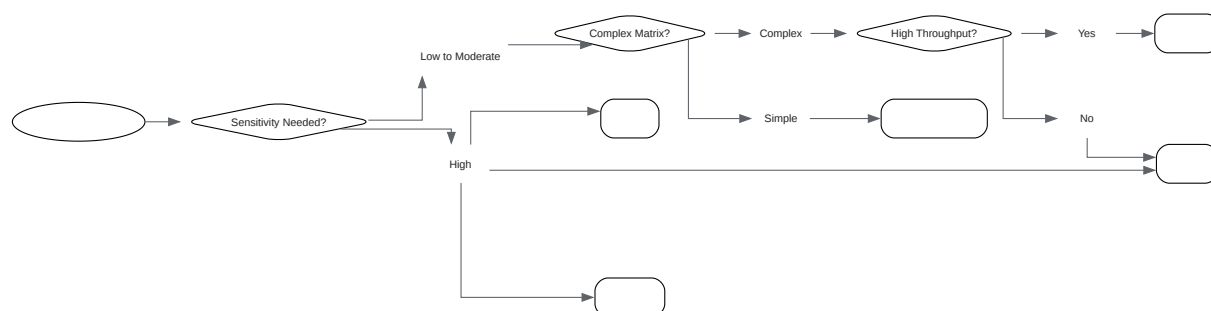 Complex Matrix?
Complex
High Throughput?
Yes
Low to Moderate
Sensitivity Needed?
Simple
No
High